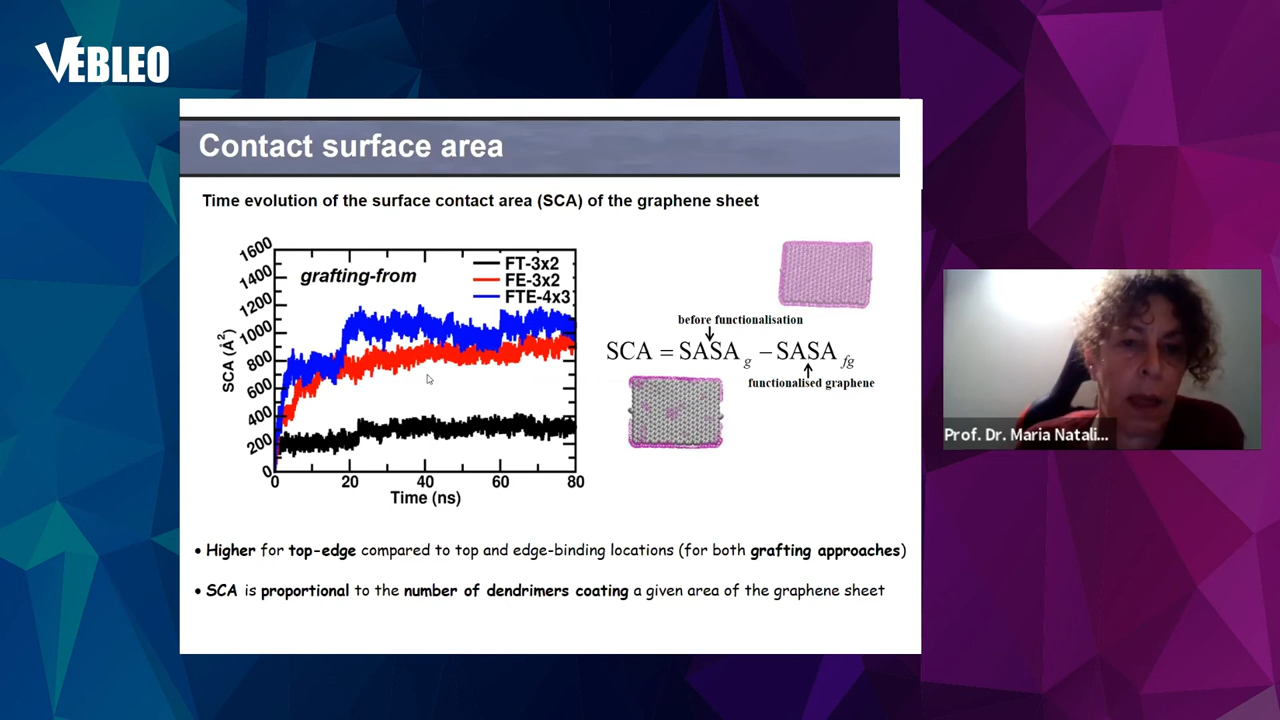 VEBLEO
Contact surface area
Time evolution of the surface contact area (SCA) of the graphene sheet
grafting-from
FT-3x2
FE-3x2
FTE-4x3
SCA (Å²)
1600
1400
1200
1000
800
600
400
200
0
0 20 40 60 80
Time (ns)
before functionalisation
SCA = SASA g − SASA fg
functionalised graphene
• Higher for top-edge compared to top and edge-binding locations (for both grafting approaches)
• SCA is proportional to the number of dendrimers coating a given area of the graphene sheet
Prof. Dr. Maria Natali...